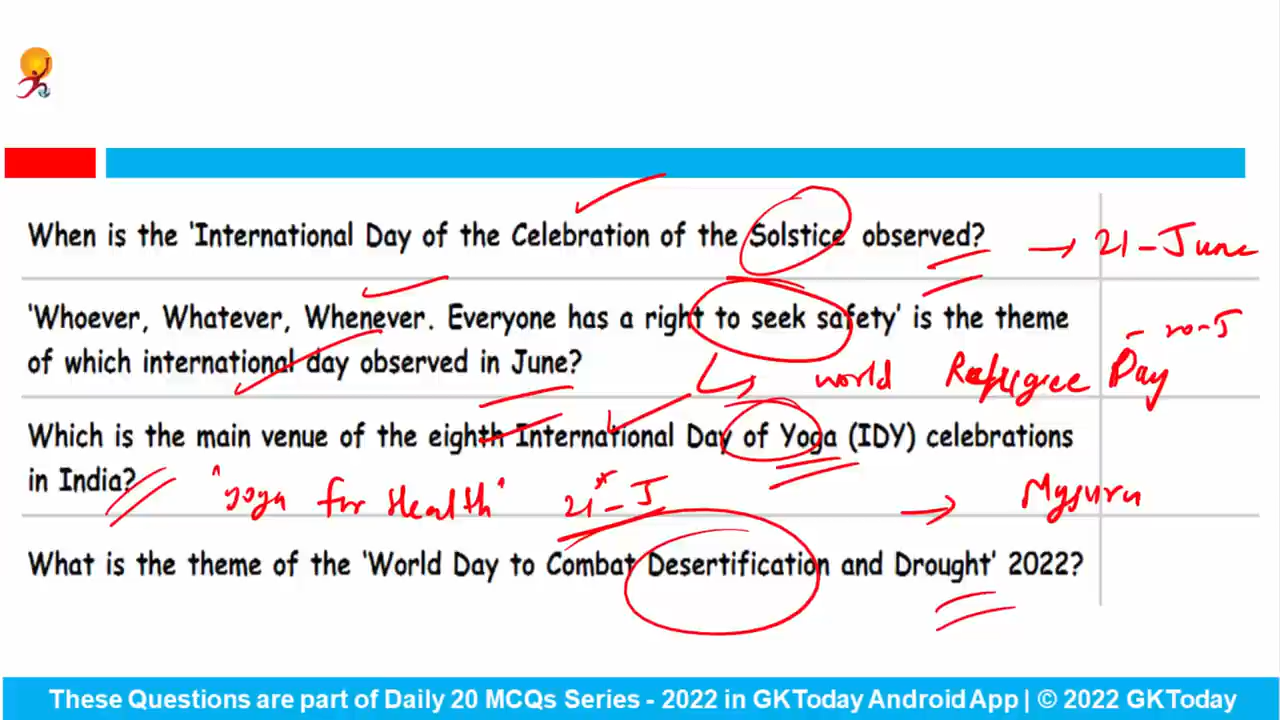 When is the 'International Day of the Celebration of the Solstice observed? → 21-June
'Whoever, Whatever, Whenever. Everyone has a right to seek safety' is the theme – 20-J
of which international day observed in June? world Refugee Day
Which is the main venue of the eighth International Day of Yoga (IDY) celebrations
in India? "yoga for Health" 21st-J → Mysuru
What is the theme of the 'World Day to Combat Desertification and Drought' 2022?
These Questions are part of Daily 20 MCQs Series - 2022 in GKToday Android App | © 2022 GKToday